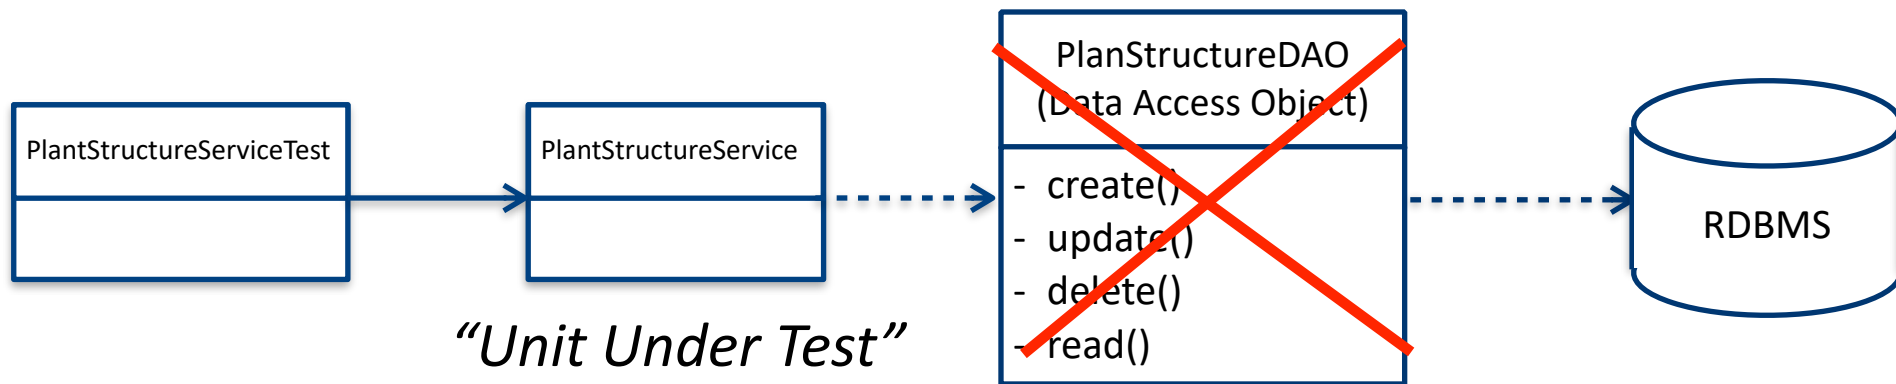 PlantStructureServiceTest
PlantStructureService
"Unit Under Test"
PlanStructureDAO
(Data Access Object)
- create()
- update()
- delete()
- read()
RDBMS